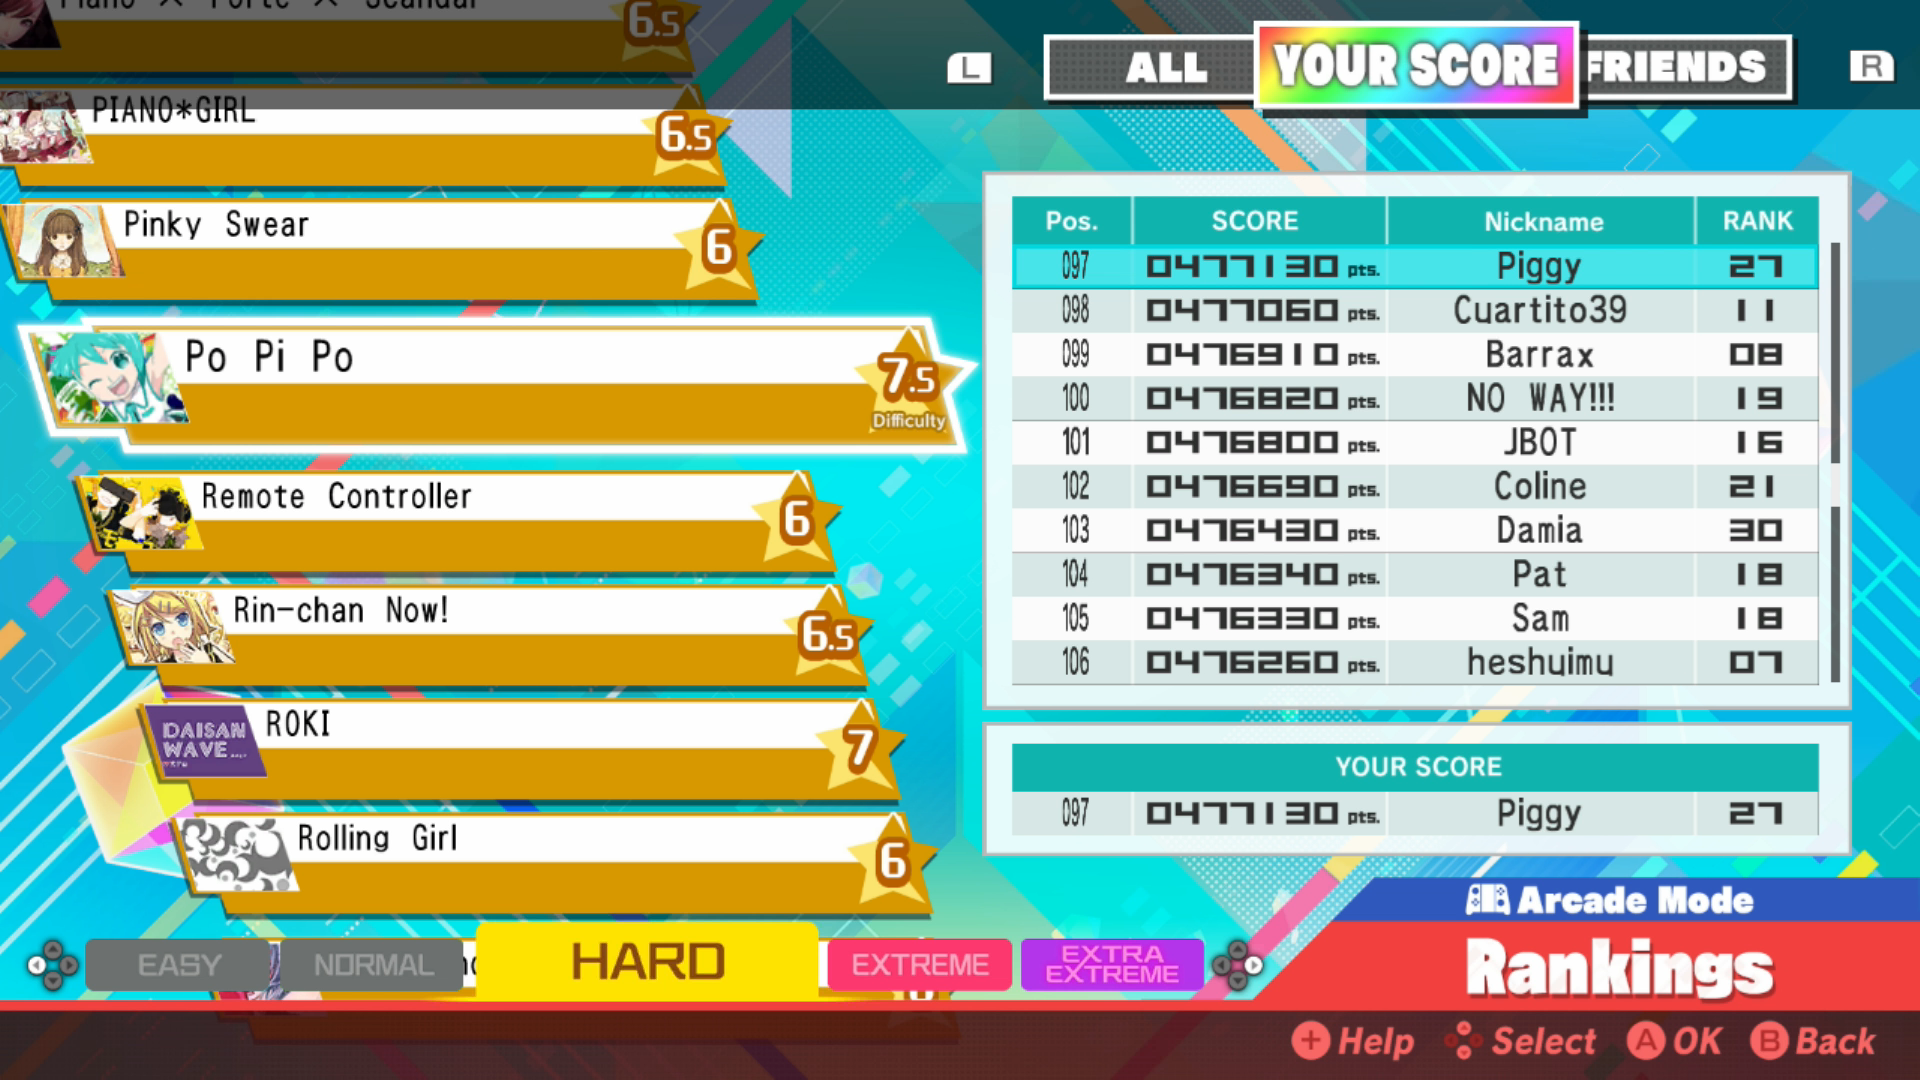 Piano × Forte × Scandal
6.5
L
ALL
YOUR SCORE
FRIENDS
R
PIANO*GIRL
6.5
Pinky Swear
6
Po Pi Po
7.5
Difficulty
Remote Controller
6
Rin-chan Now!
6.5
DAISAN
WAVE
ROKI
7
Rolling Girl
6
Pos. SCORE Nickname RANK
097 0477130 pts. Piggy 27
098 0477060 pts. Cuartito39 11
099 0476910 pts. Barrax 08
100 0476820 pts. NO WAY!!! 19
101 0476800 pts. JBOT 16
102 0476690 pts. Coline 21
103 0476430 pts. Damia 30
104 0476340 pts. Pat 18
105 0476330 pts. Sam 18
106 0476260 pts. heshuimu 07
YOUR SCORE
097 0477130 pts. Piggy 27
Arcade Mode
Rankings
EASY
NORMAL
HARD
EXTREME
EXTRA
EXTREME
+ Help
Select
A OK
B Back